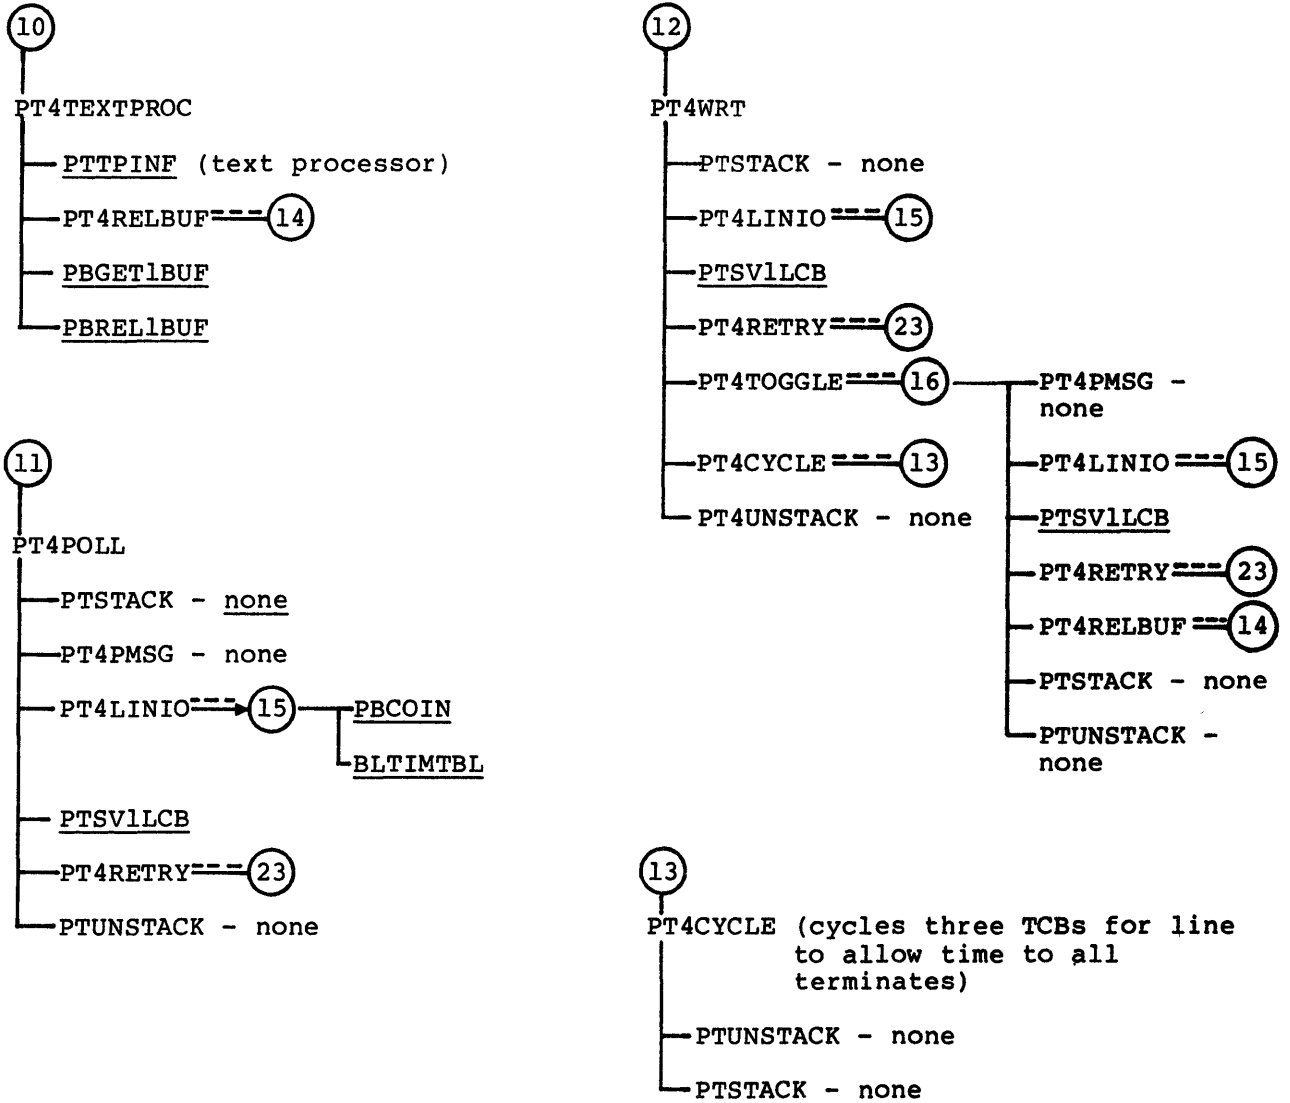 10
PT4TEXTPROC
PTTPINF (text processor)
PT4RELBUF 14
PBGET1BUF
PBREL1BUF
11
PT4POLL
PTSTACK - none
PT4PMSG - none
PT4LINIO 15 PBCOIN
BLTIMTBL
PTSV1LCB
PT4RETRY 23
PTUNSTACK - none
12
PT4WRT
PTSTACK - none
PT4LINIO 15
PTSV1LCB
PT4RETRY 23
PT4TOGGLE 16 PT4PMSG -
none
PT4CYCLE 13
PT4UNSTACK - none
PT4LINIO 15
PTSV1LCB
PT4RETRY 23
PT4RELBUF 14
PTSTACK - none
PTUNSTACK -
none
13
PT4CYCLE (cycles three TCBs for line
to allow time to all
terminates)
PTUNSTACK - none
PTSTACK - none